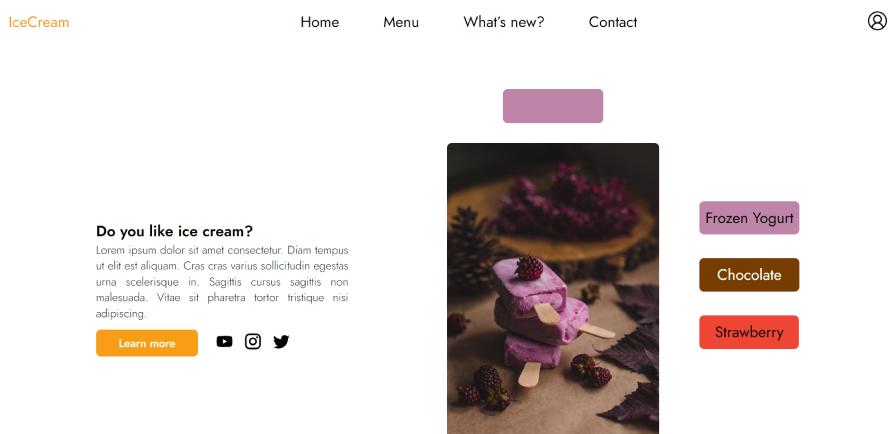 IceCream
Home
Menu
What's new?
Contact
Do you like ice cream?
Lorem ipsum dolor sit amet consectetur. Diam tempus
ut elit est aliquam. Cras cras varius sollicitudin egestas
urna scelerisque in. Sagittis cursus sagittis non
malesuada. Vitae sit pharetra tortor tristique nisi
adipiscing.
Learn more
Frozen Yogurt
Chocolate
Strawberry